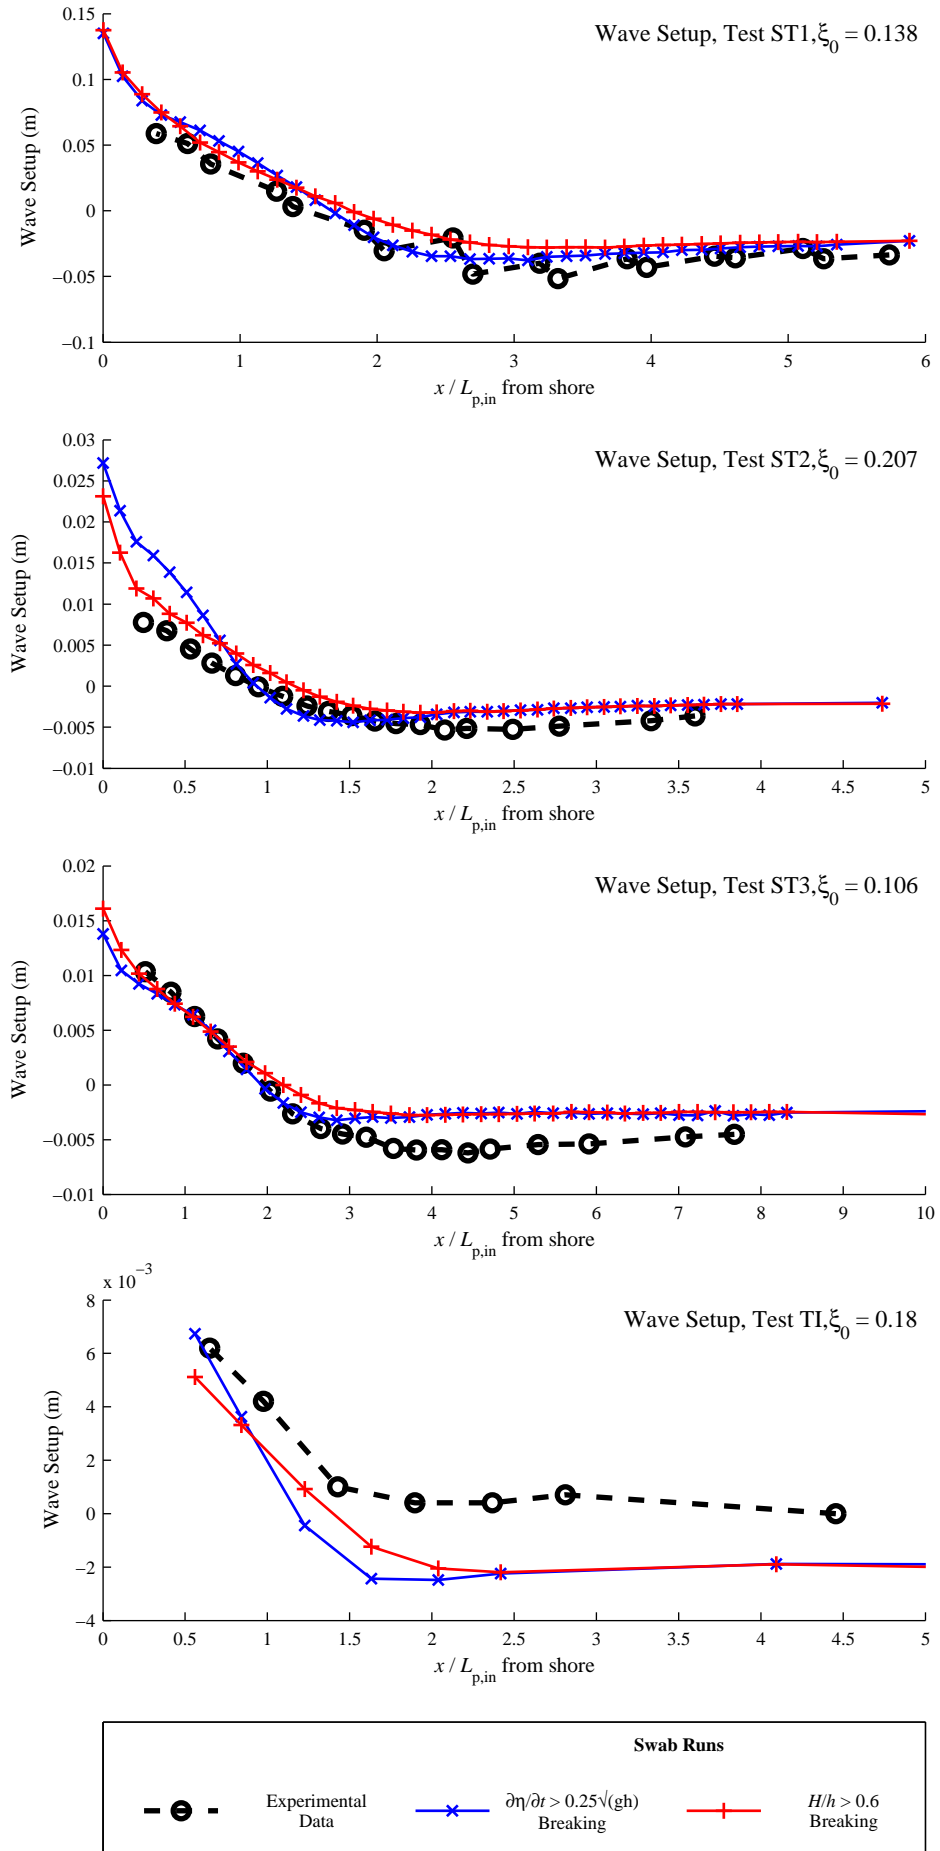 Wave Setup, Test ST1,ξ0 = 0.138
0.15
0.1
0.05
0
−0.05
−0.1
Wave Setup (m)
0 1 2 3 4 5 6
x / Lp,in from shore
Wave Setup, Test ST2,ξ0 = 0.207
0.03
0.025
0.02
0.015
0.01
0.005
0
−0.005
−0.01
Wave Setup (m)
0 0.5 1 1.5 2 2.5 3 3.5 4 4.5 5
x / Lp,in from shore
Wave Setup, Test ST3,ξ0 = 0.106
0.02
0.015
0.01
0.005
0
−0.005
−0.01
Wave Setup (m)
0 1 2 3 4 5 6 7 8 9 10
x / Lp,in from shore
x 10−3
Wave Setup, Test TI,ξ0 = 0.18
8
6
4
2
0
−2
−4
Wave Setup (m)
0 0.5 1 1.5 2 2.5 3 3.5 4 4.5 5
x / Lp,in from shore
Swab Runs
Experimental
Data
∂η/∂t > 0.25√(gh)
Breaking
H/h > 0.6
Breaking